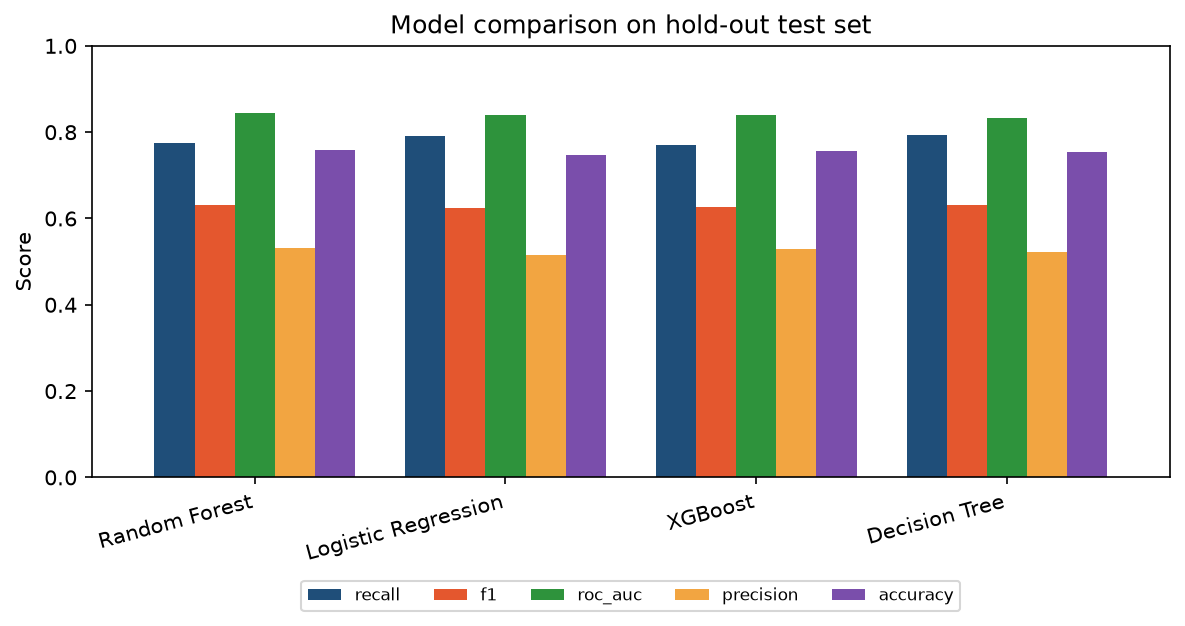 Model comparison on hold-out test set
1.0
0.8
0.6
0.4
0.2
0.0
Score
Random Forest
Logistic Regression
XGBoost
Decision Tree
recall f1 roc_auc precision accuracy